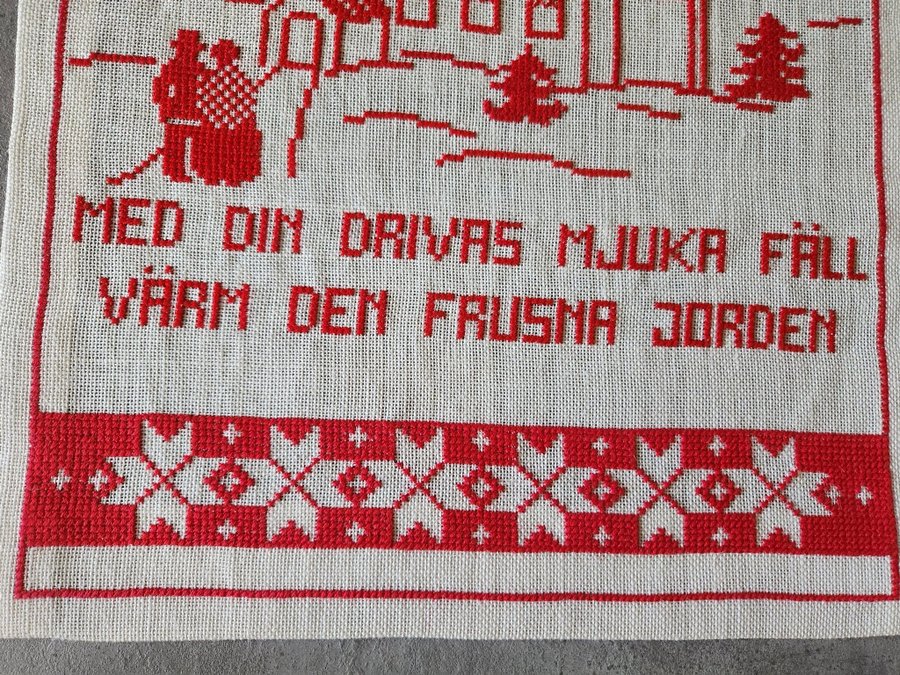 MED DIN DRIVAS MJUKA FÄLL
VÄRM DEN FRUSNA JORDEN